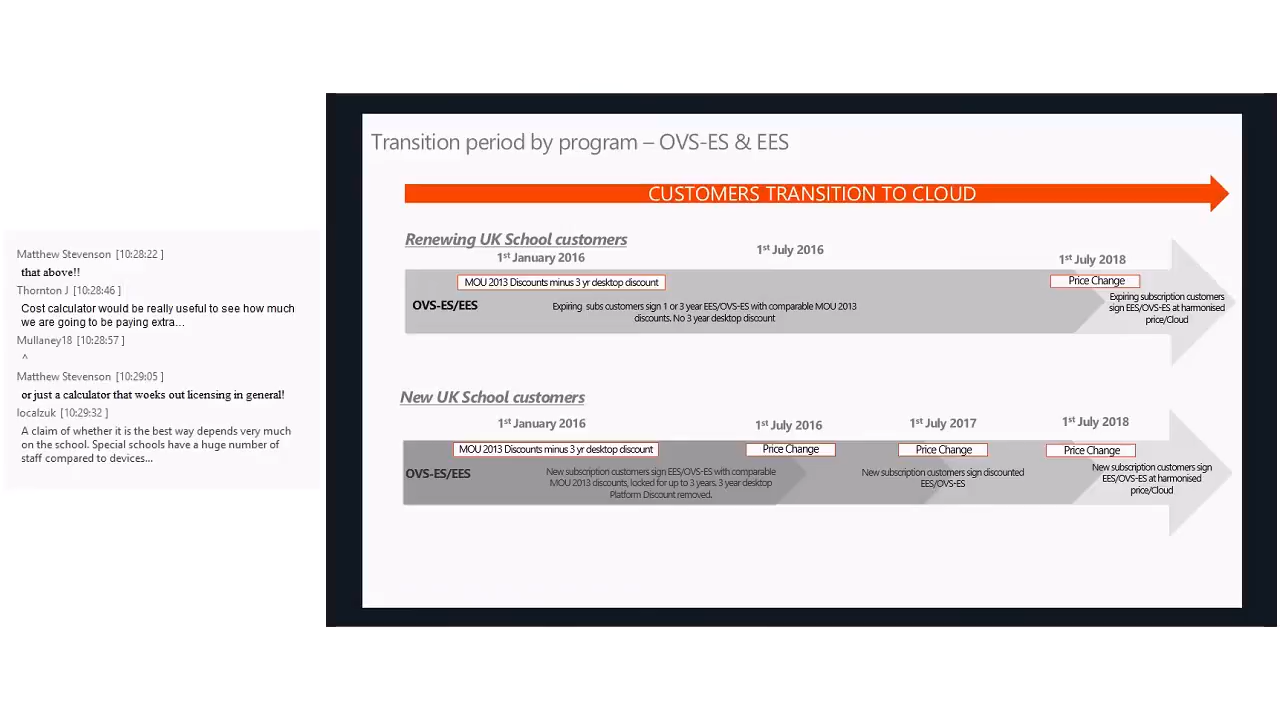 Matthew Stevenson [10:28:22 ]
that above!!
Thornton J [10:28:46 ]
Cost calculator would be really useful to see how much
we are going to be paying extra...
Mullaney18 [10:28:57 ]
^
Matthew Stevenson [10:29:05 ]
or just a calculator that woeks out licensing in general!
localzuk [10:29:32 ]
A claim of whether it is the best way depends very much
on the school. Special schools have a huge number of
staff compared to devices...
Transition period by program – OVS-ES & EES
CUSTOMERS TRANSITION TO CLOUD
Renewing UK School customers
1st January 2016
1st July 2016
1st July 2018
MOU 2013 Discounts minus 3 yr desktop discount
Price Change
OVS-ES/EES
Expiring subs customers sign 1 or 3 year EES/OVS-ES with comparable MOU 2013
discounts. No 3 year desktop discount
Expiring subscription customers
sign EES/OVS-ES at harmonised
price/Cloud
New UK School customers
1st January 2016
1st July 2016
1st July 2017
1st July 2018
MOU 2013 Discounts minus 3 yr desktop discount
Price Change
Price Change
Price Change
OVS-ES/EES
New subscription customers sign EES/OVS-ES with comparable
MOU 2013 discounts, locked for up to 3 years. 3 year desktop
Platform Discount removed.
New subscription customers sign discounted
EES/OVS-ES
New subscription customers sign
EES/OVS-ES at harmonised
price/Cloud